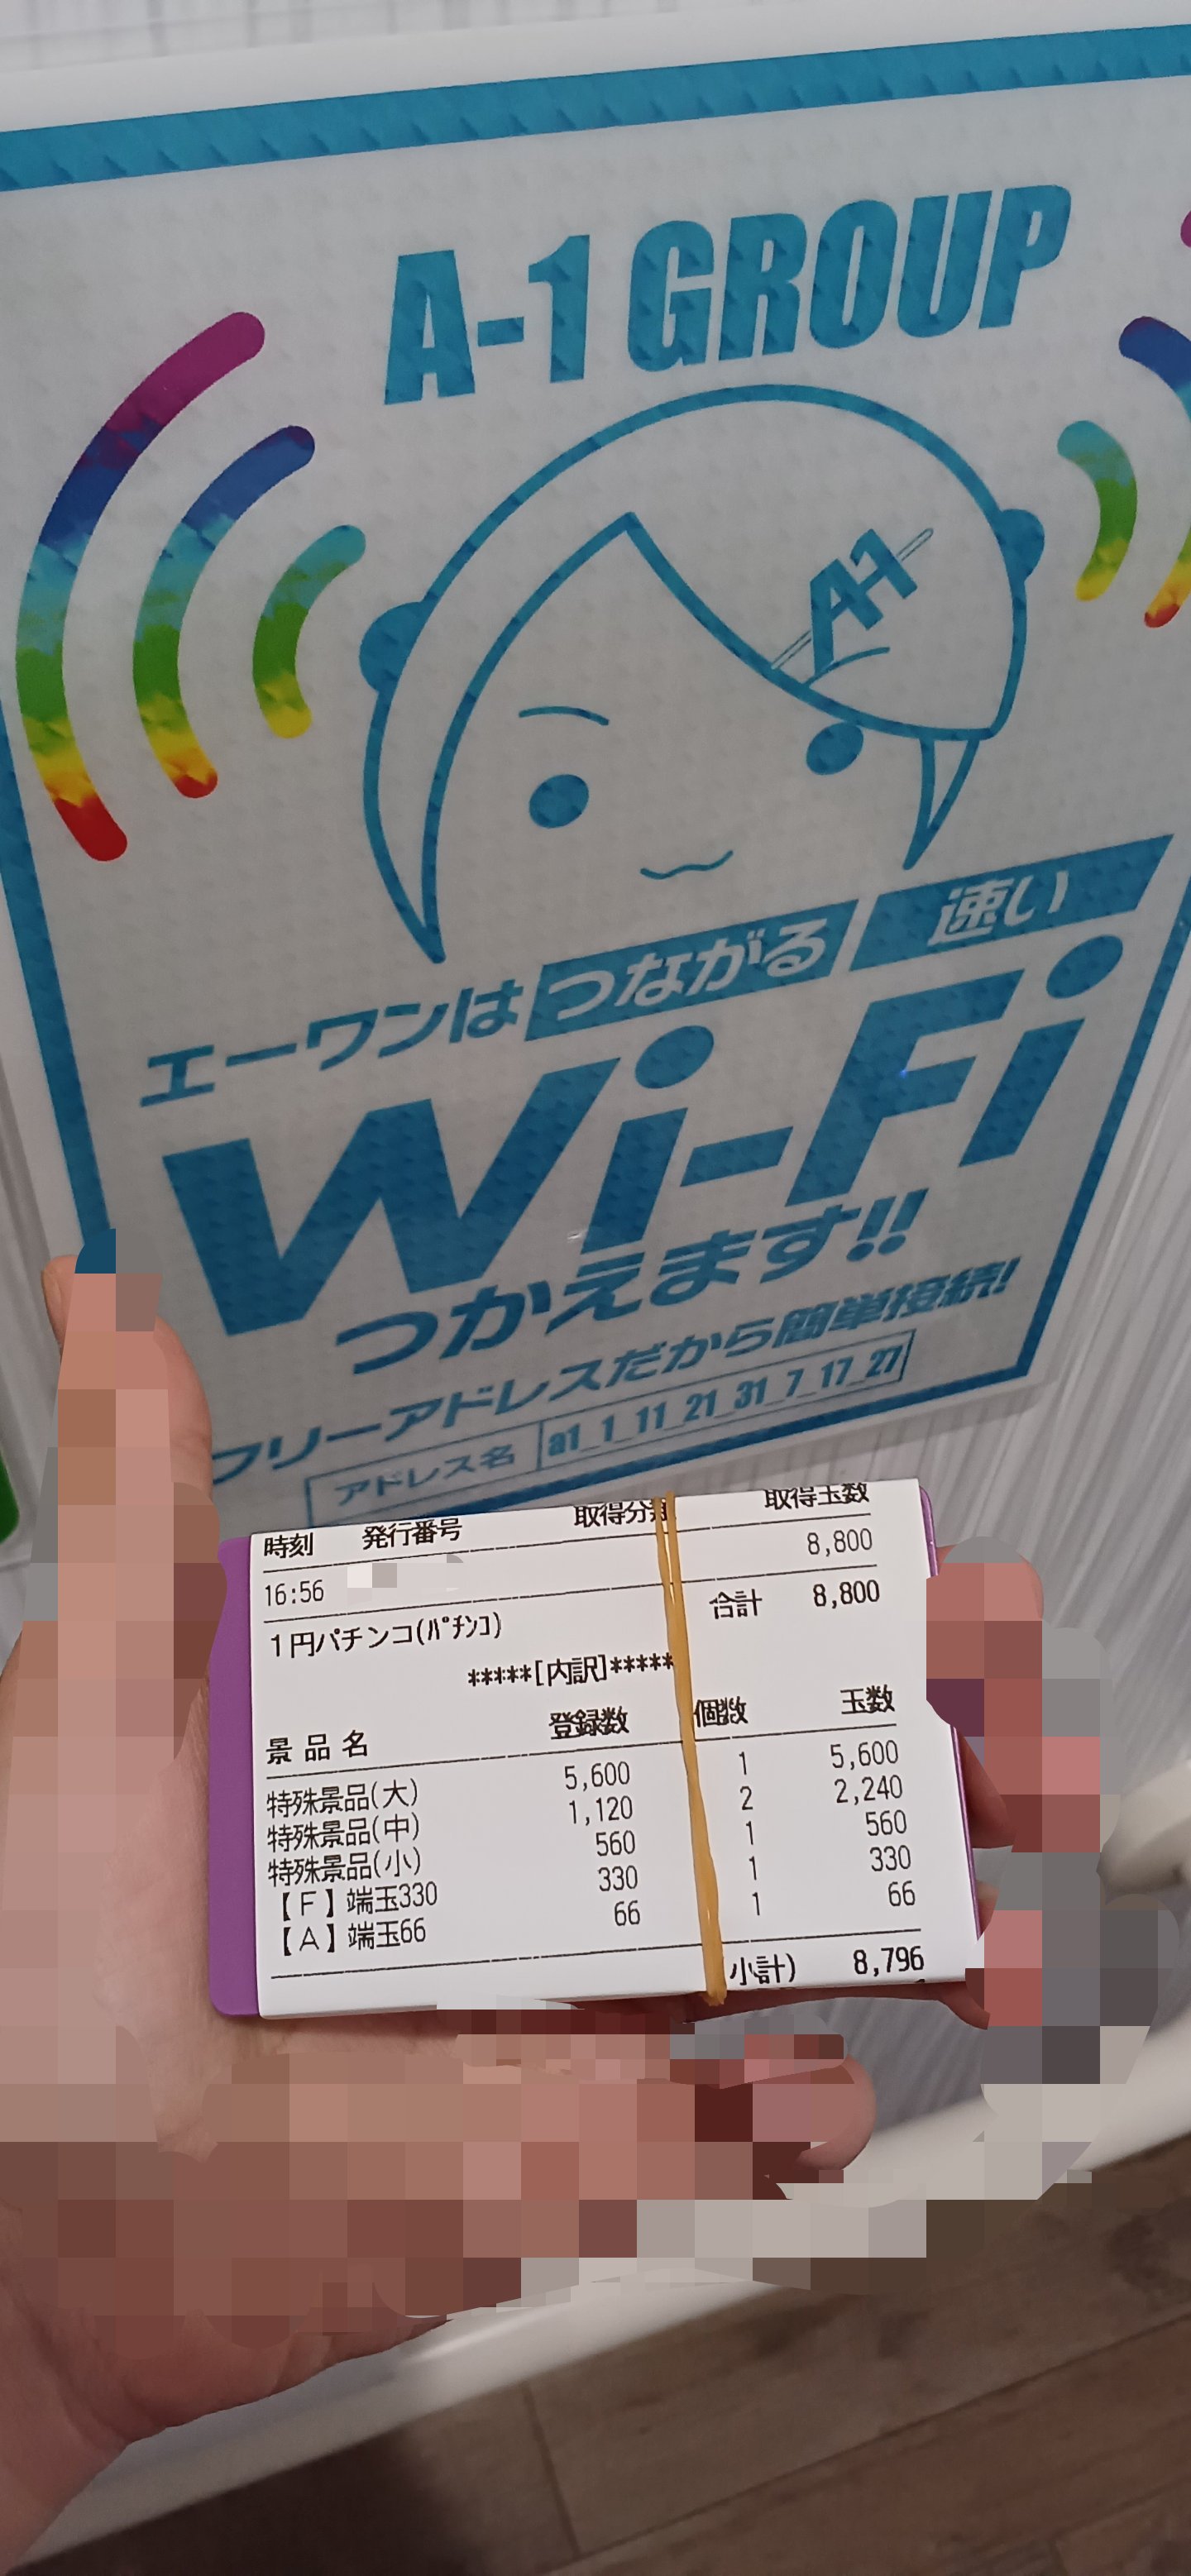 A-1 GROUP
A-1
エーワンは つながる 速い
Wi-Fi
つかえます!!
フリーアドレスだから簡単接続!
アドレス名 a1_1_11_21_31_7_17_27
時刻 発行番号 取得分類 取得玉数
16:56 8,800
1円パチンコ(ﾊﾟﾁﾝｺ) 合計 8,800
*****[内訳]*****
景品名 登録数 個数 玉数
特殊景品(大) 5,600 1 5,600
特殊景品(中) 1,120 2 2,240
特殊景品(小) 560 1 560
【F】端玉330 330 1 330
【A】端玉66 66 1 66
小計) 8,796